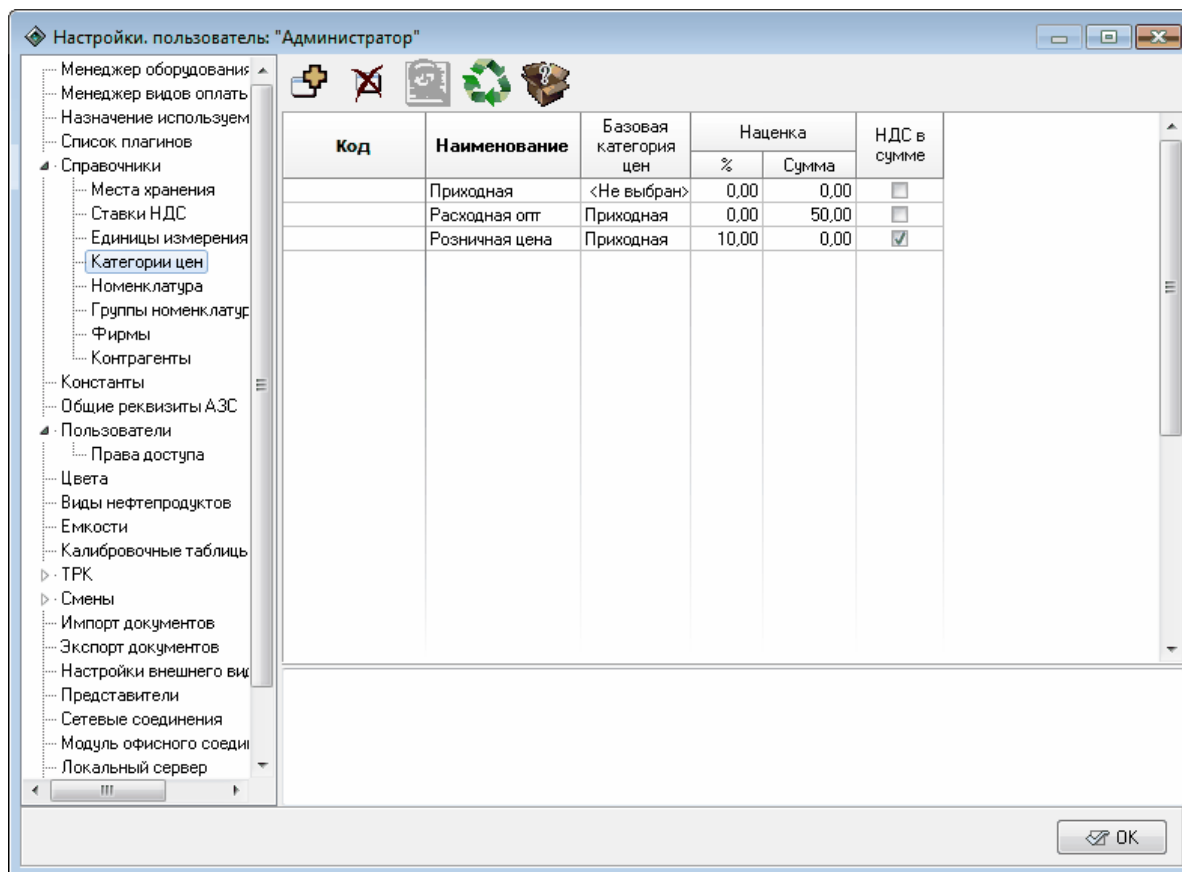 Настройки. пользователь: "Администратор"
Менеджер оборудования
Менеджер видов оплать
Назначение используем
Список плагинов
Справочники
Места хранения
Ставки НДС
Единицы измерения
Категории цен
Номенклатура
Группы номенклатур
Фирмы
Контрагенты
Константы
Общие реквизиты АЗС
Пользователи
Права доступа
Цвета
Виды нефтепродуктов
Емкости
Калибровочные таблиць
ТРК
Смены
Импорт документов
Экспорт документов
Настройки внешнего вид
Представители
Сетевые соединения
Модуль офисного соеди
Локальный сервер
Код Наименование Базовая категория цен Наценка % Сумма НДС в сумме
Приходная <Не выбран> 0,00 0,00
Расходная опт Приходная 0,00 50,00
Розничная цена Приходная 10,00 0,00
OK